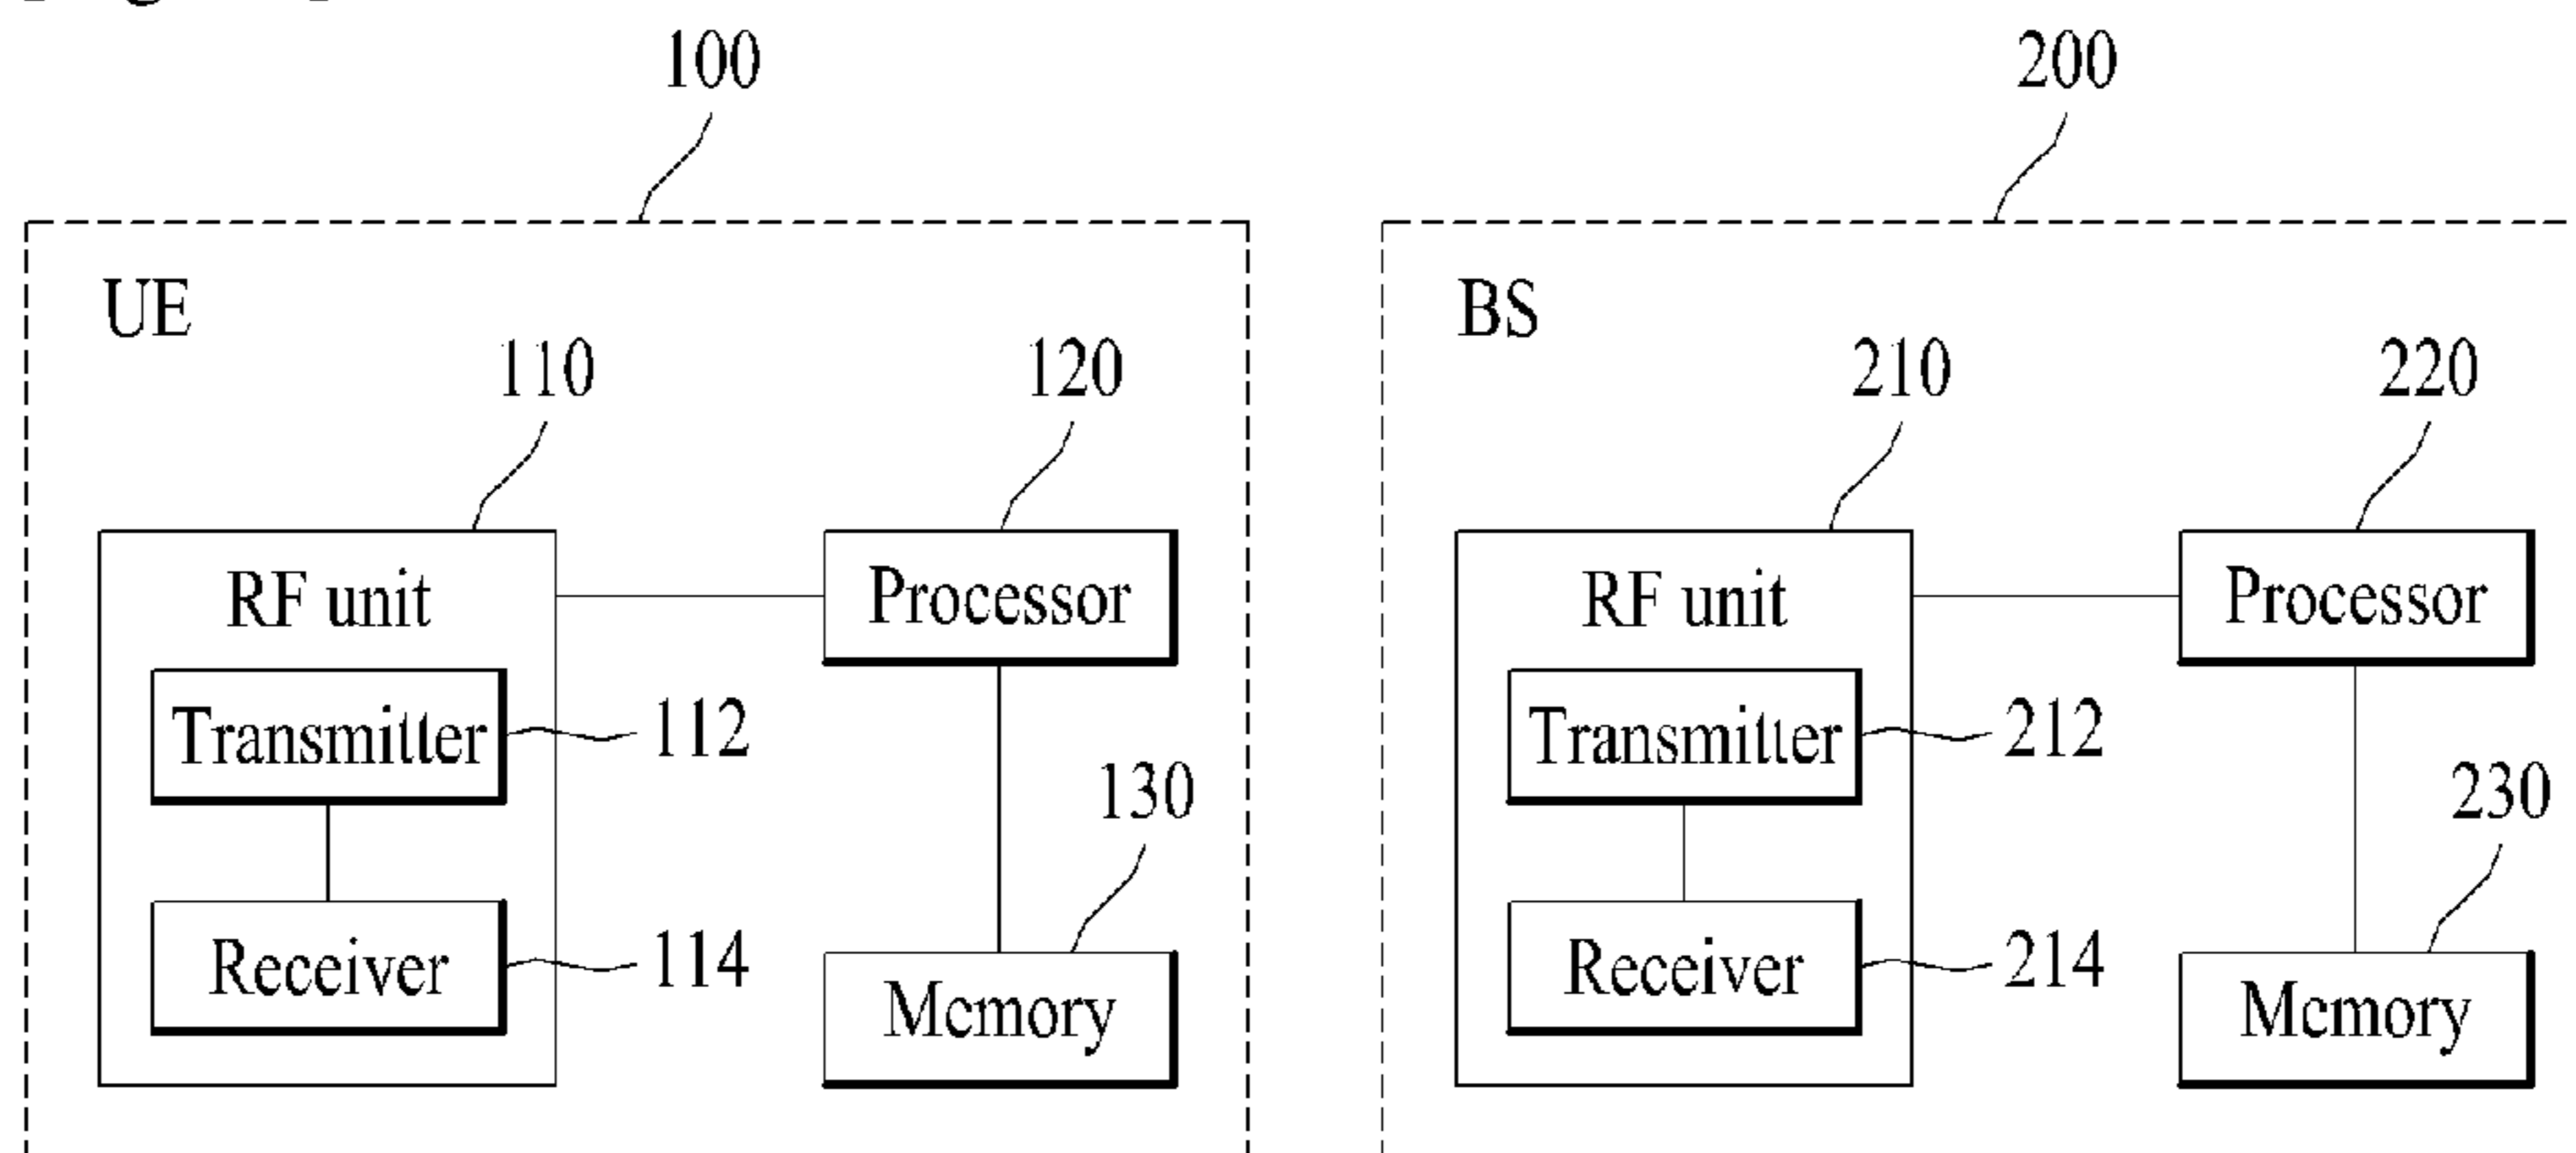 100
200
UE
BS
110
120
210
220
RF unit
Processor
RF unit
Processor
Transmitter
112
Transmitter
212
130
230
Receiver
114
Receiver
214
Memory
Memory